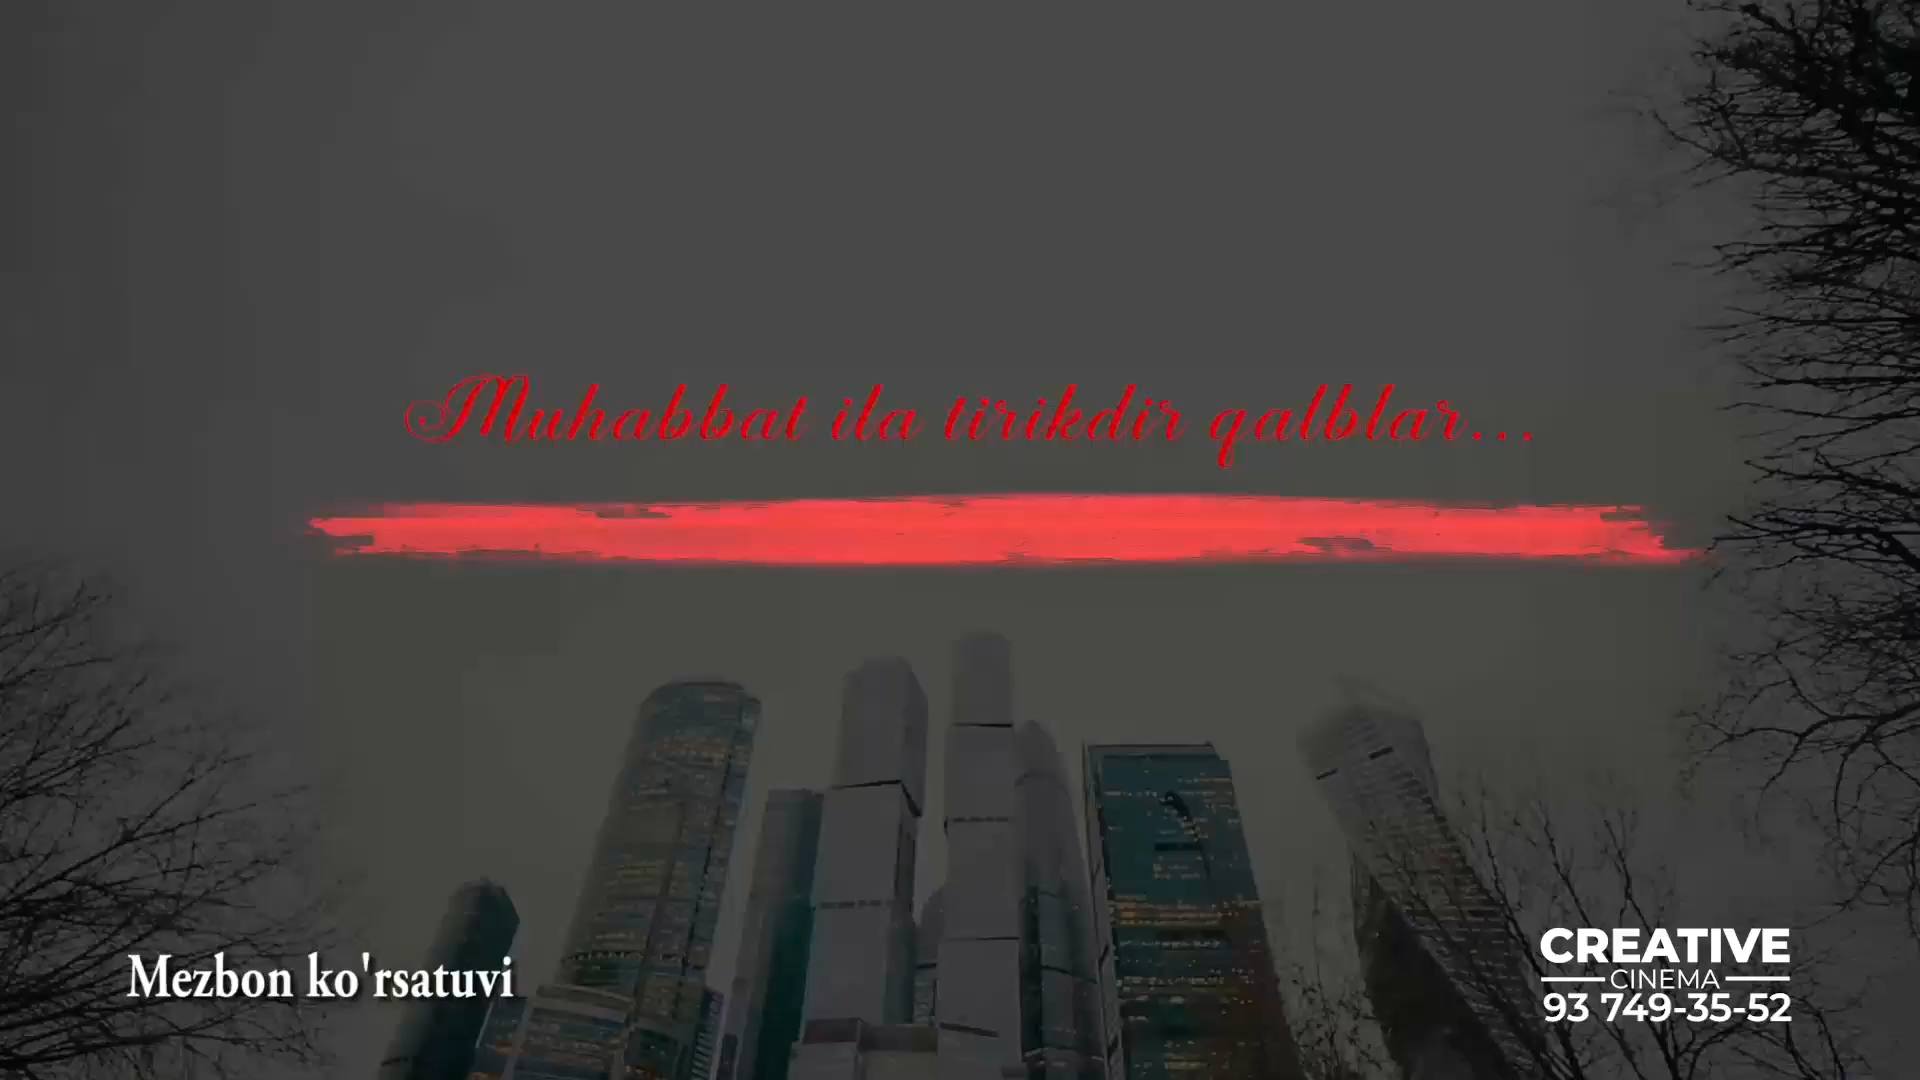 Muhabbat ila tirikdir qalblar...
Mezbon ko'rsatuvi
CREATIVE
CINEMA
93 749-35-52